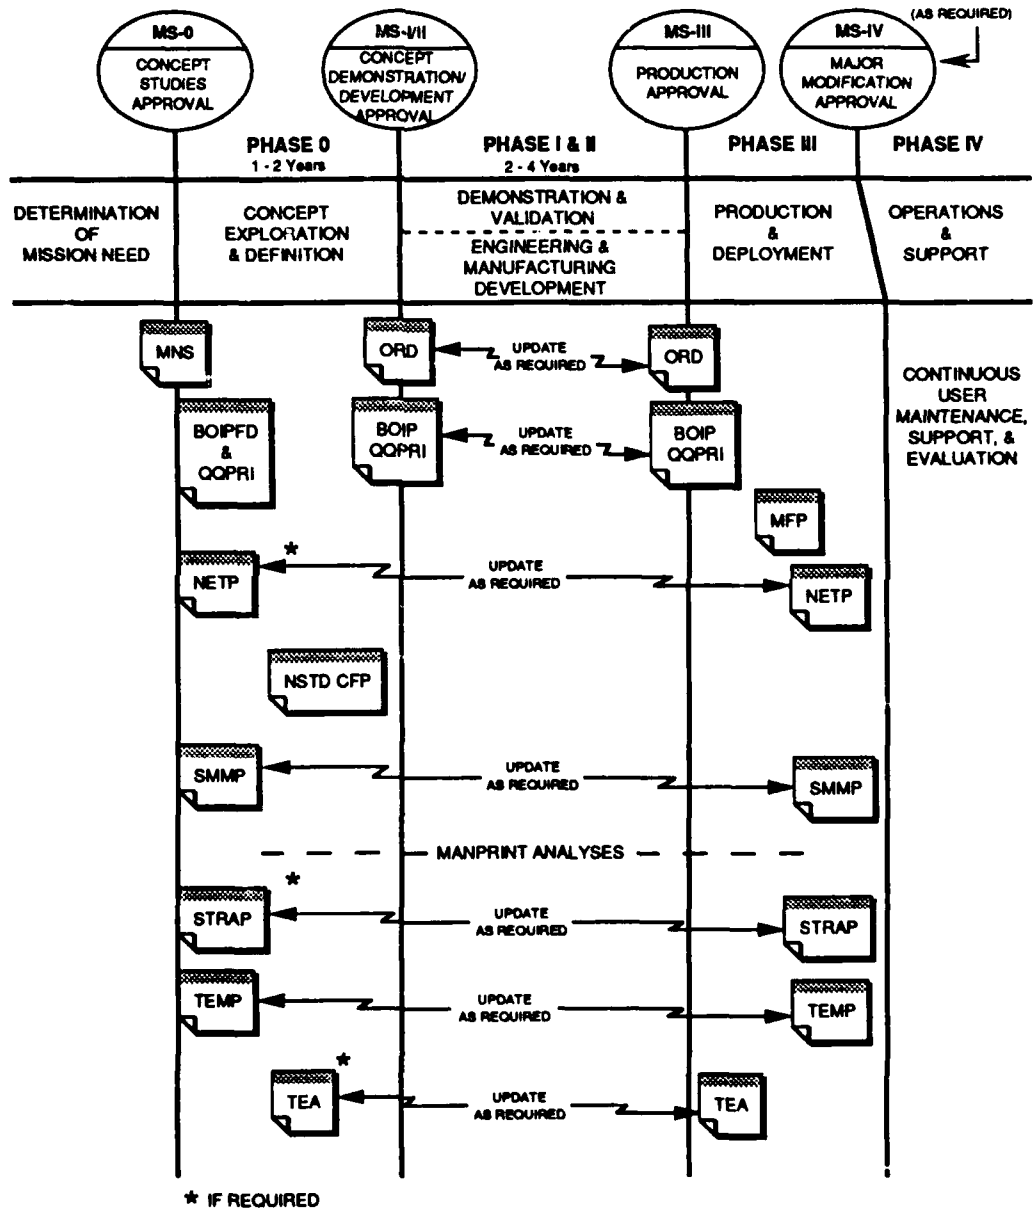 (AS REQUIRED)
MS-0
CONCEPT
STUDIES
APPROVAL
MS-I/II
CONCEPT
DEMONSTRATION/
DEVELOPMENT
APPROVAL
MS-III
PRODUCTION
APPROVAL
MS-IV
MAJOR
MODIFICATION
APPROVAL
PHASE 0
1 - 2 Years
PHASE I & II
2 - 4 Years
PHASE III
PHASE IV
DETERMINATION
OF
MISSION NEED
CONCEPT
EXPLORATION
& DEFINITION
DEMONSTRATION &
VALIDATION
ENGINEERING &
MANUFACTURING
DEVELOPMENT
PRODUCTION
&
DEPLOYMENT
OPERATIONS
&
SUPPORT
MNS
ORD
UPDATE
AS REQUIRED
ORD
CONTINUOUS
USER
MAINTENANCE,
SUPPORT, &
EVALUATION
BOIPFD
&
QQPRI
BOIP
QQPRI
UPDATE
AS REQUIRED
BOIP
QQPRI
MFP
*
NETP
UPDATE
AS REQUIRED
NETP
NSTD CFP
SMMP
UPDATE
AS REQUIRED
SMMP
MANPRINT ANALYSES
*
STRAP
UPDATE
AS REQUIRED
STRAP
TEMP
UPDATE
AS REQUIRED
TEMP
*
TEA
UPDATE
AS REQUIRED
TEA
* IF REQUIRED